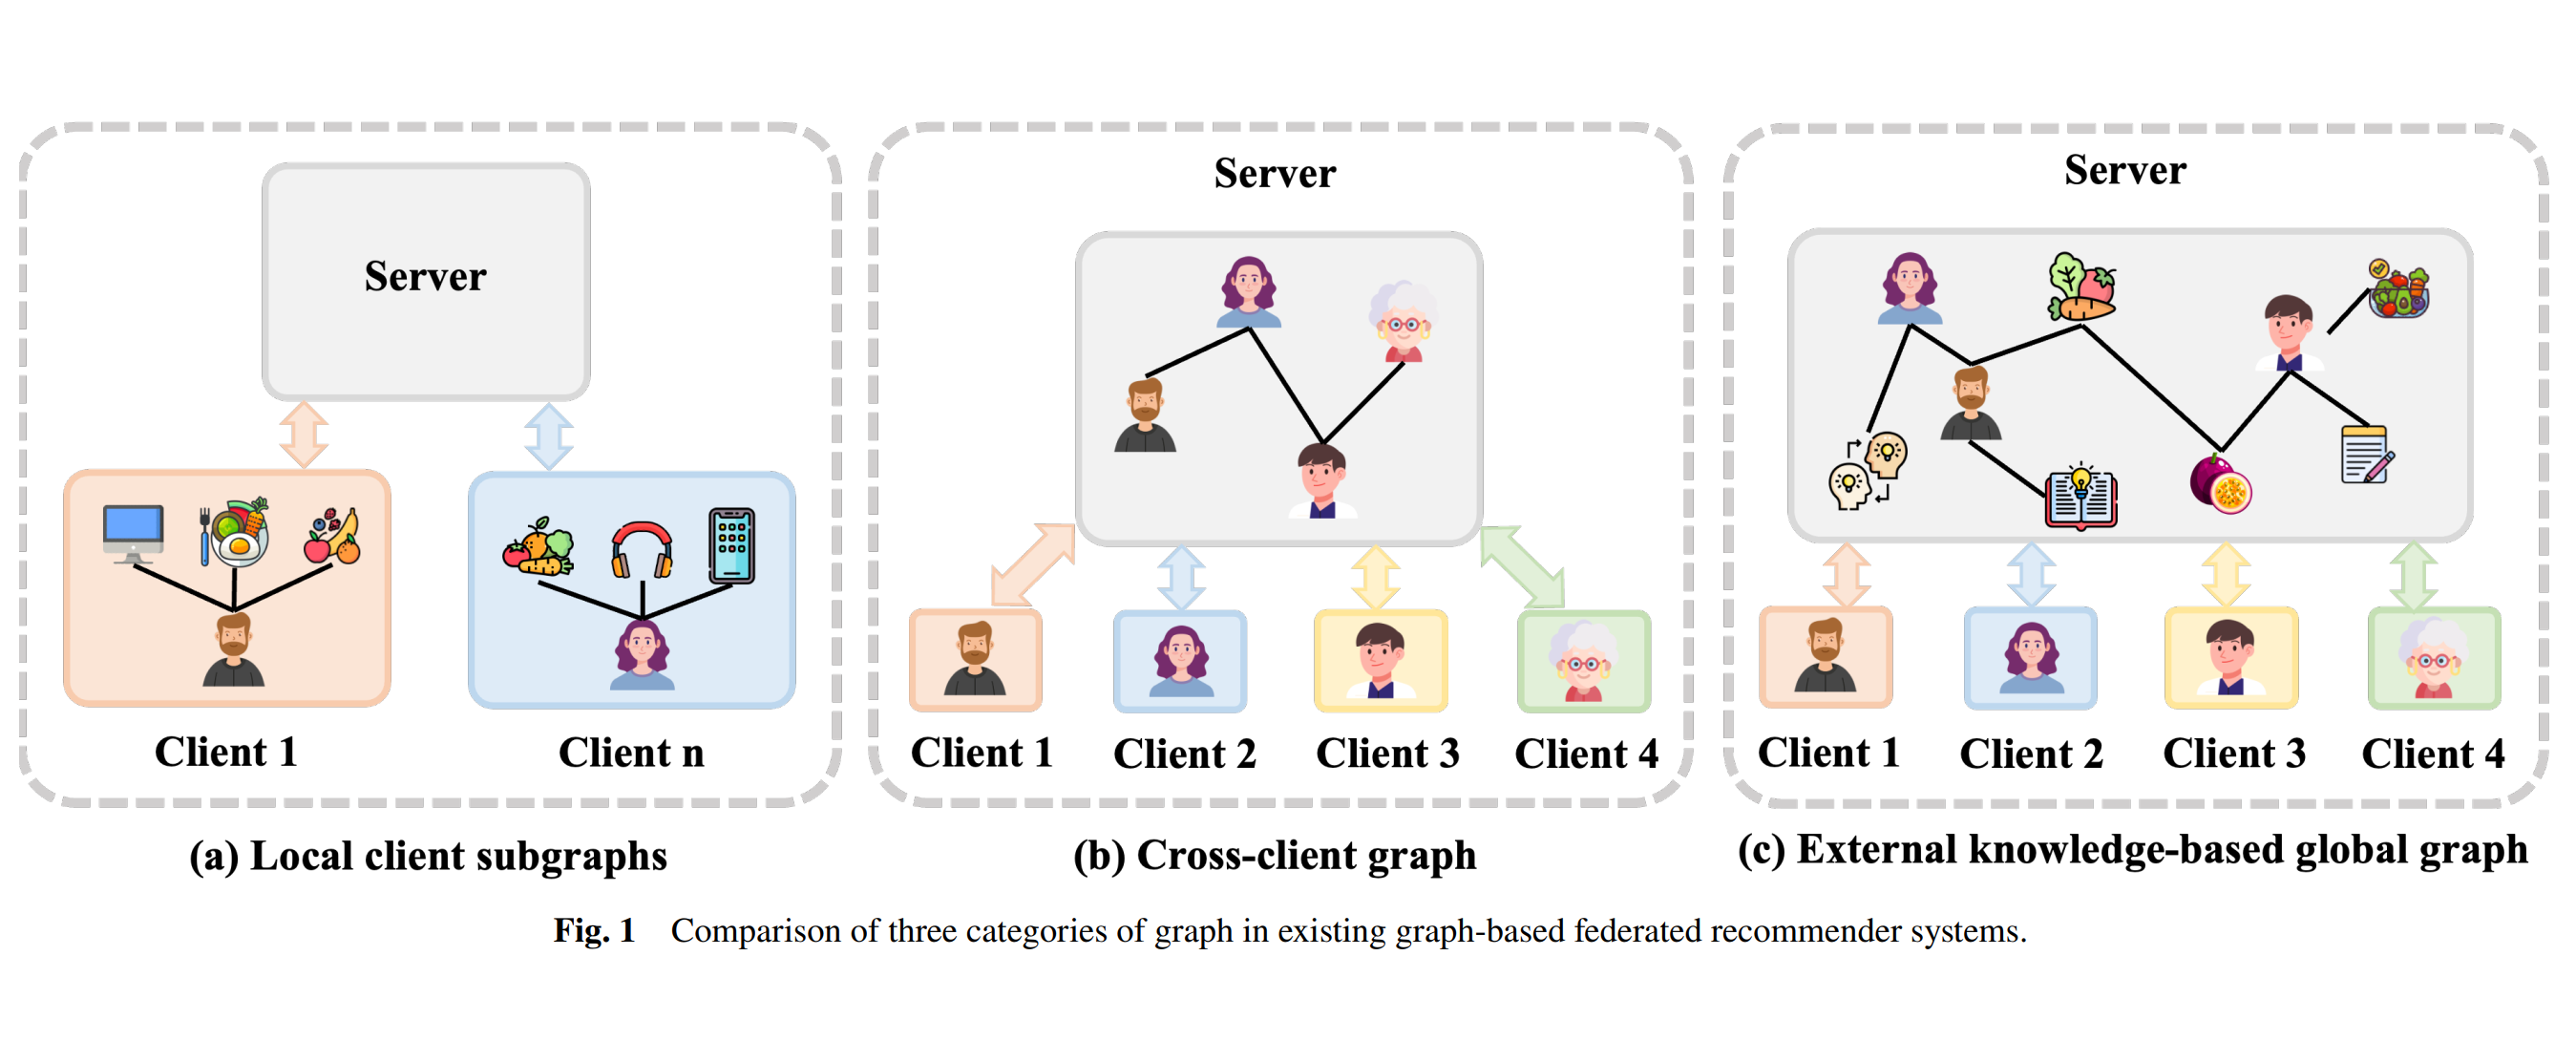 Server
Client 1
Client n
(a) Local client subgraphs
Server
Client 1
Client 2
Client 3
Client 4
(b) Cross-client graph
Server
Client 1
Client 2
Client 3
Client 4
(c) External knowledge-based global graph
Fig. 1 Comparison of three categories of graph in existing graph-based federated recommender systems.